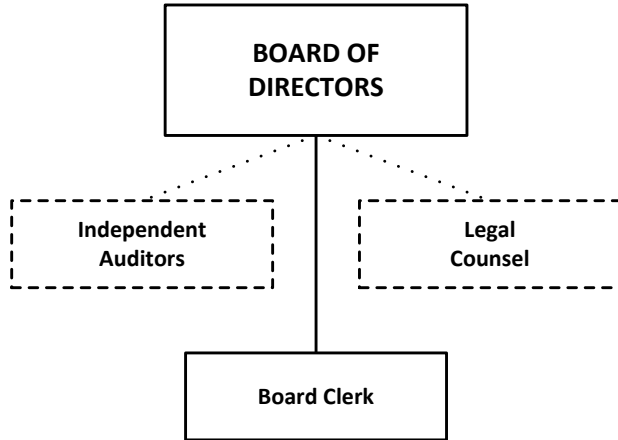 BOARD OF
DIRECTORS
Independent
Auditors
Legal
Counsel
Board Clerk